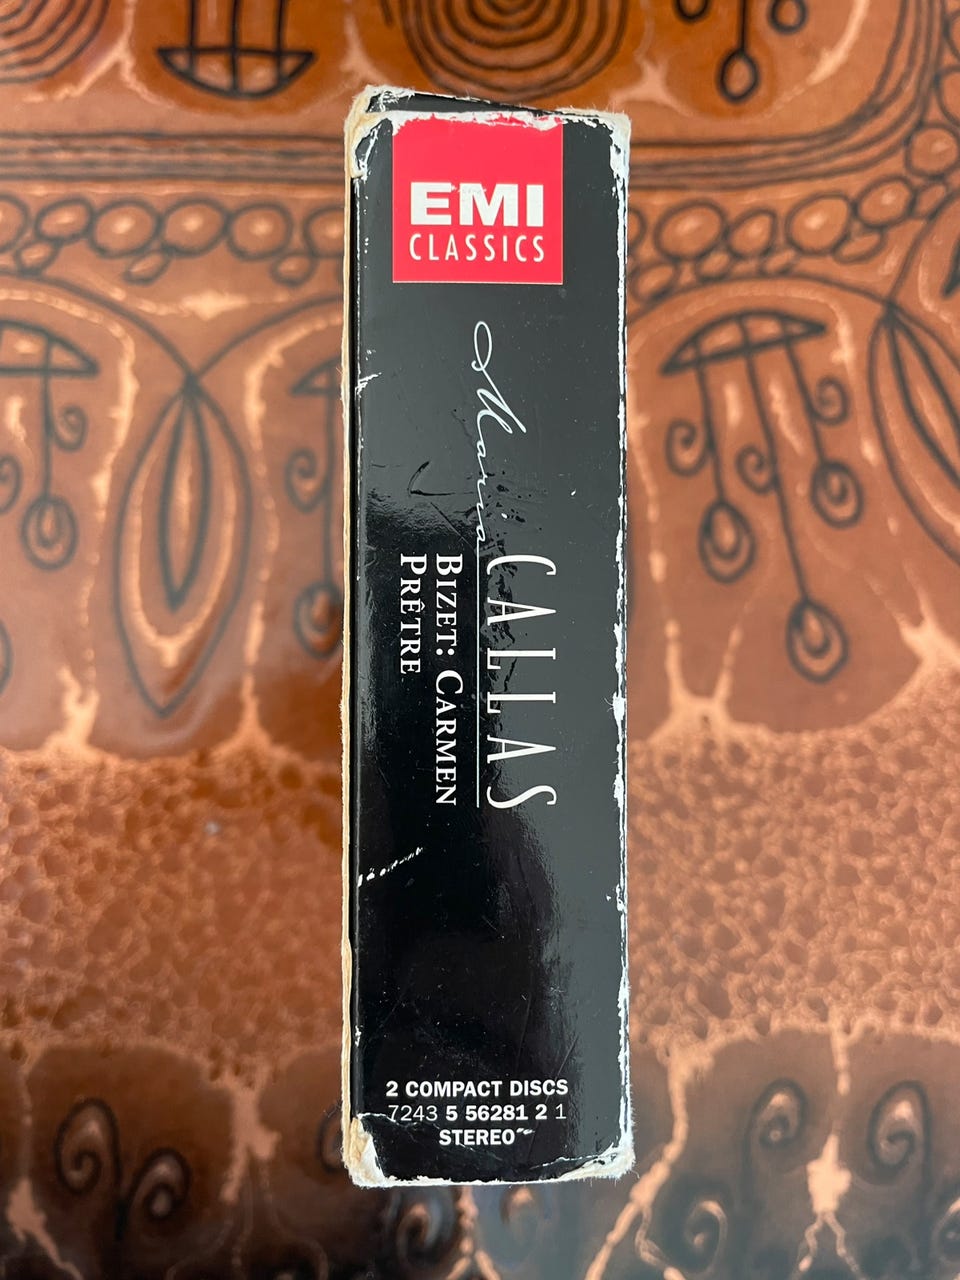 EMI
CLASSICS
Maria
CALLAS
BIZET: CARMEN
PRÊTRE
2 COMPACT DISCS
7243 5 56281 2 1
STEREO